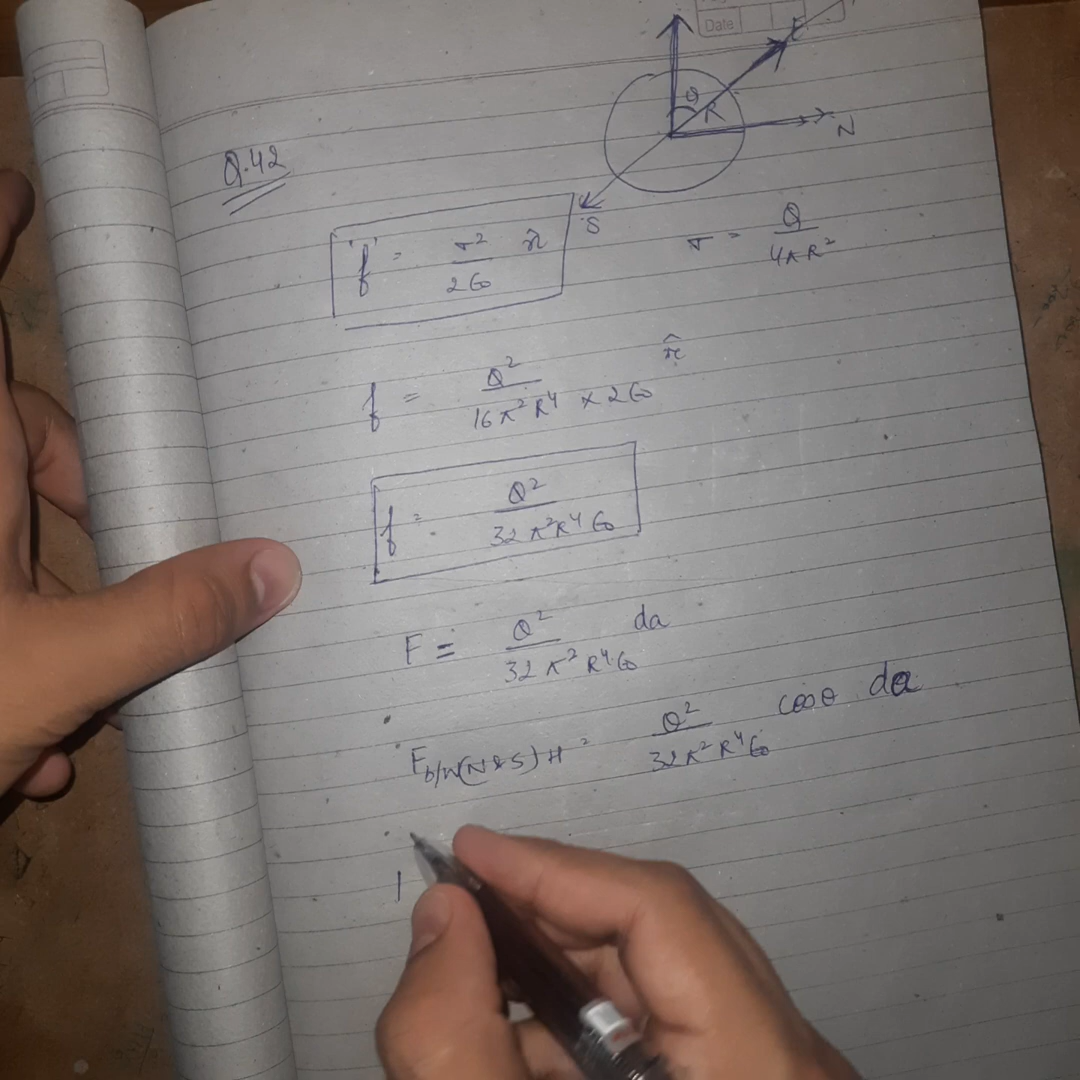 Date
E
θ
R
N
Q.42
S
f = σ²/2ε₀ n̂
σ = Q/4πR²
f = Q²/16π²R⁴ × 2ε₀ n̂
f = Q²/32π²R⁴ε₀
F = Q²/32π²R⁴ε₀ da
F b/w(N&S) H = Q²/32π²R⁴ε₀ cosθ da